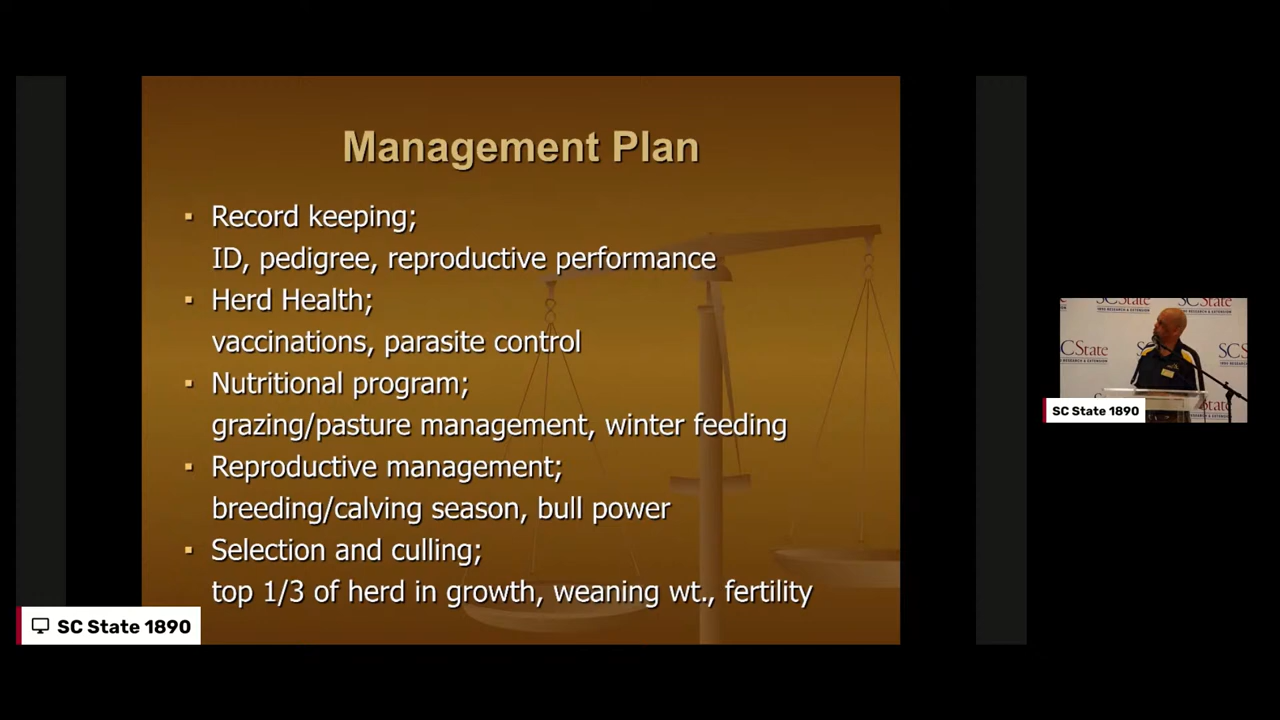 Management Plan
▪ Record keeping;
ID, pedigree, reproductive performance
▪ Herd Health;
vaccinations, parasite control
▪ Nutritional program;
grazing/pasture management, winter feeding
▪ Reproductive management;
breeding/calving season, bull power
▪ Selection and culling;
top 1/3 of herd in growth, weaning wt., fertility
SC State 1890
SCState
CState
SC State 1890